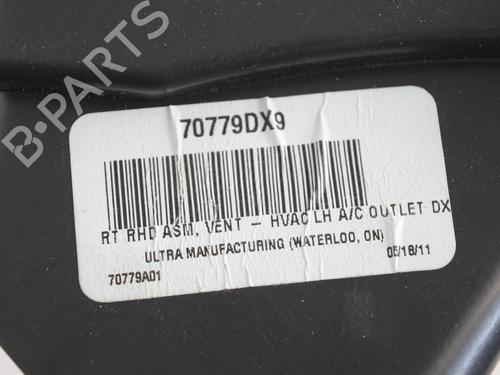 B-PARTS
70779DX9
RT RHD ASM, VENT - HVAC LH A/C OUTLET DX
ULTRA MANUFACTURING (WATERLOO, ON)
70779A01
05/18/11